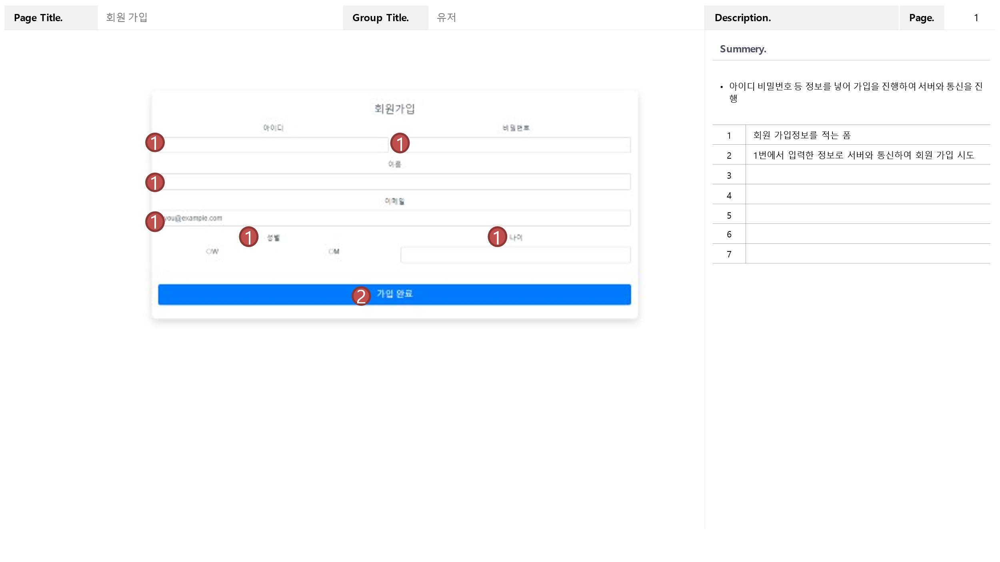 Page Title.
회원 가입
Group Title.
유저
Description.
Page.
1
Summery.
• 아이디 비밀번호 등 정보를 넣어 가입을 진행하여 서버와 통신을 진
행
1 회원 가입정보를 적는 폼
2 1번에서 입력한 정보로 서버와 통신하여 회원 가입 시도
3
4
5
6
7
회원가입
아이디
비밀번호
1
1
이름
1
이메일
1 you@example.com
1 성별
1 나이
W
M
2 가입 완료